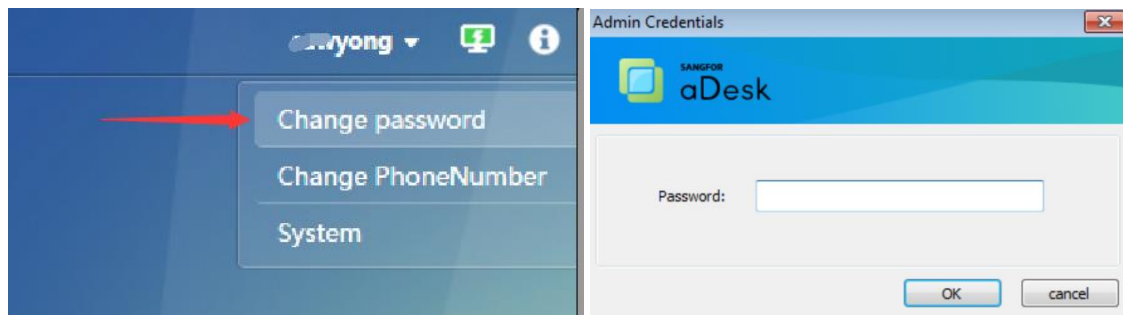 yong
Change password
Change PhoneNumber
System
Admin Credentials
SANGFOR
aDesk
Password:
OK
cancel